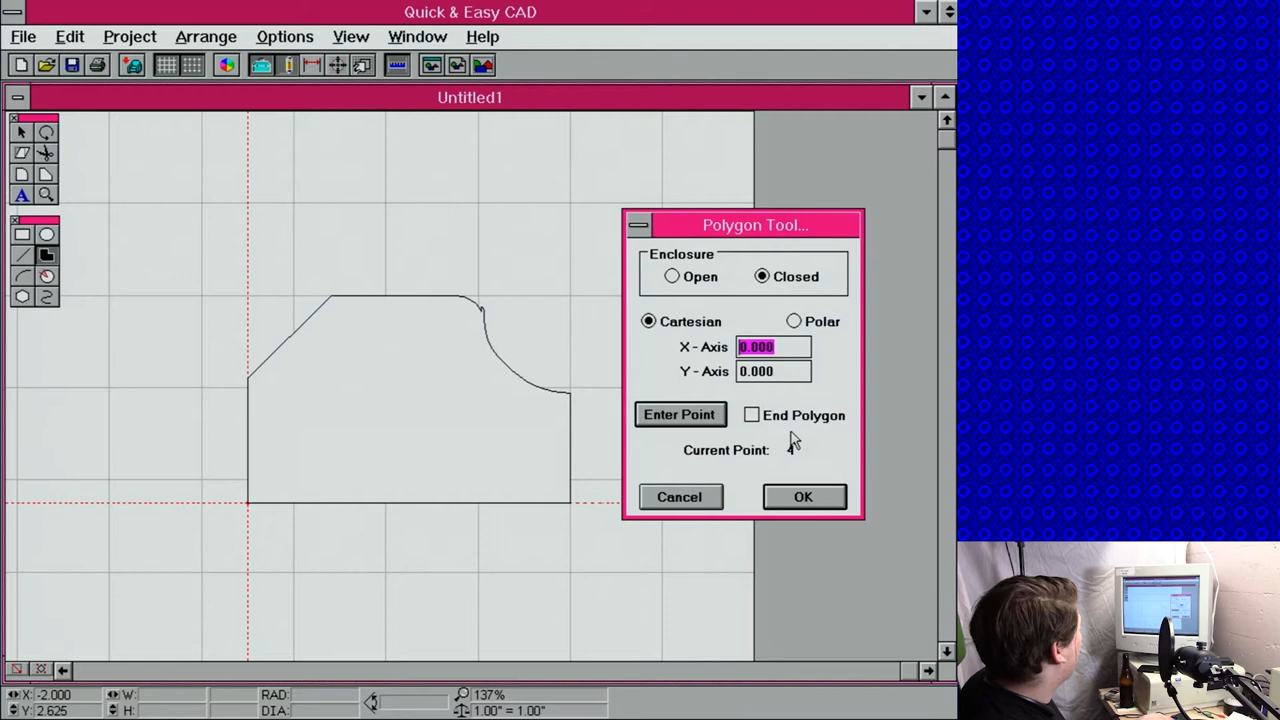 Quick & Easy CAD
File Edit Project Arrange Options View Window Help
Untitled1
A
Polygon Tool...
Enclosure
Open Closed
Cartesian Polar
X - Axis 0.000
Y - Axis 0.000
Enter Point End Polygon
Current Point: 4
Cancel OK
X: -2.000 W: RAD: 137%
Y: 2.625 H: DIA: 1.00" = 1.00"